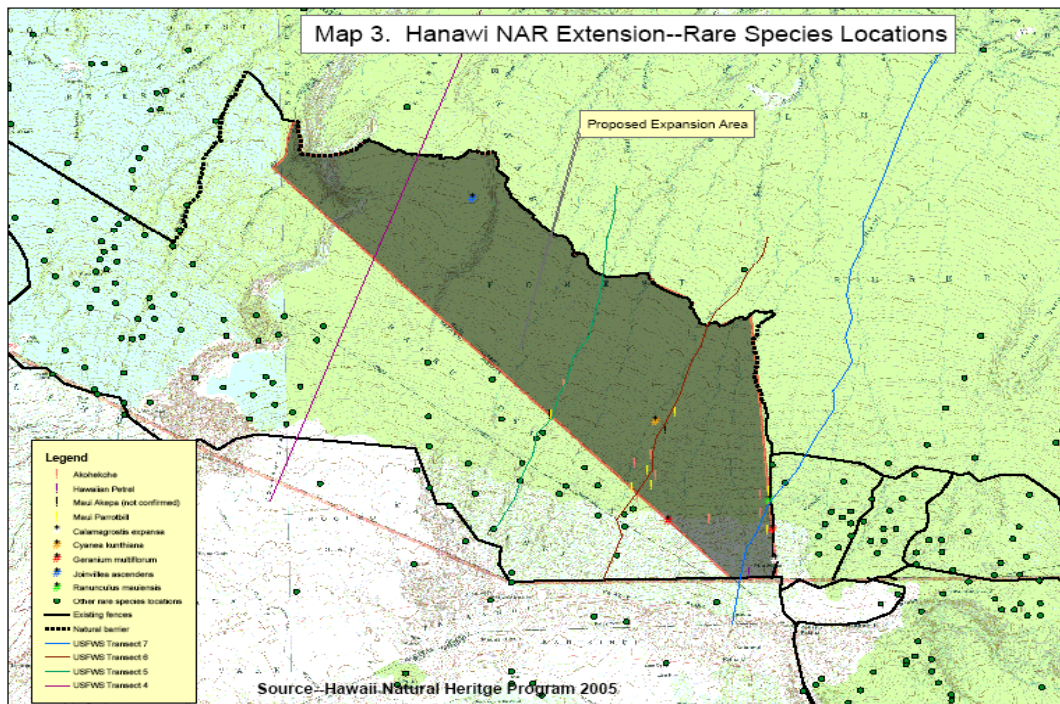 Map 3. Hanawi NAR Extension--Rare Species Locations
Proposed Expansion Area
Legend
Akohekohe
Hawaiian Petrel
Maui Akepa (not confirmed)
Maui Parrotbill
Calamagrostis expansa
Cyanea kunthiana
Geranium multiflorum
Joinvillea ascendens
Ranunculus mauiensis
Other rare species locations
Existing fences
Natural barrier
USFWS Transect 7
USFWS Transect 6
USFWS Transect 5
USFWS Transect 4
Source--Hawaii Natural Heritge Program 2005